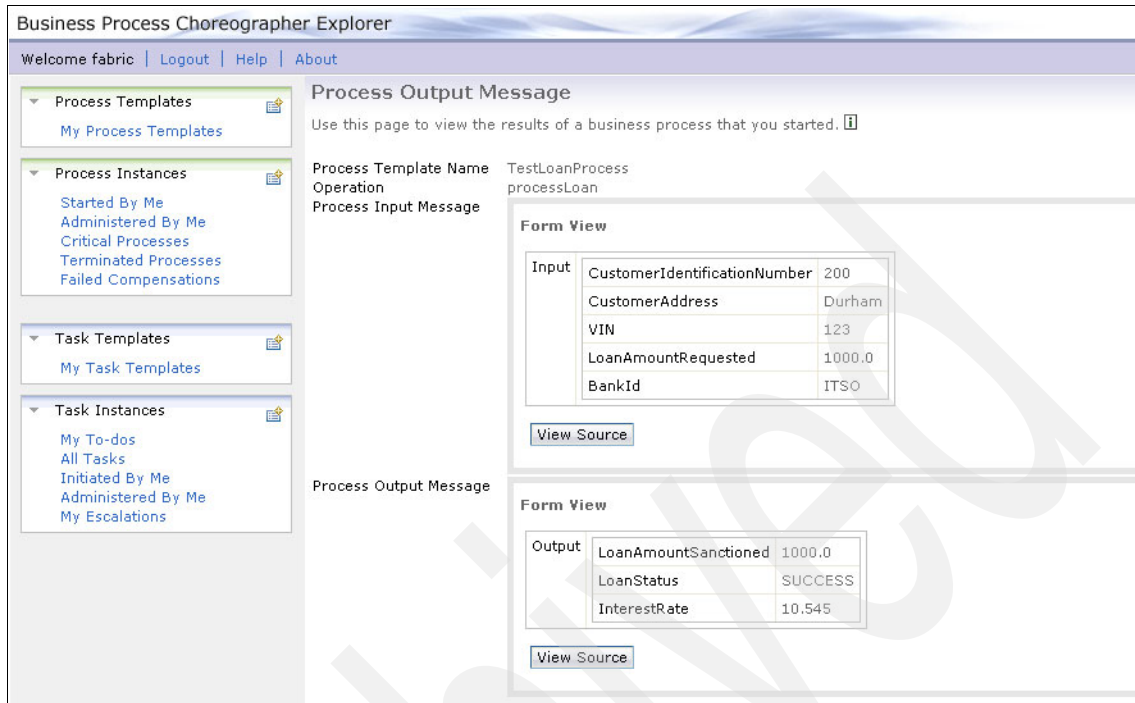 Business Process Choreographer Explorer
Welcome fabric | Logout | Help | About
Process Templates
My Process Templates
Process Instances
Started By Me
Administered By Me
Critical Processes
Terminated Processes
Failed Compensations
Task Templates
My Task Templates
Task Instances
My To-dos
All Tasks
Initiated By Me
Administered By Me
My Escalations
Process Output Message
Use this page to view the results of a business process that you started. i
Process Template Name TestLoanProcess
Operation processLoan
Process Input Message
Form View
Input
CustomerIdentificationNumber 200
CustomerAddress Durham
VIN 123
LoanAmountRequested 1000.0
BankId ITSO
View Source
Process Output Message
Form View
Output
LoanAmountSanctioned 1000.0
LoanStatus SUCCESS
InterestRate 10.545
View Source
hived